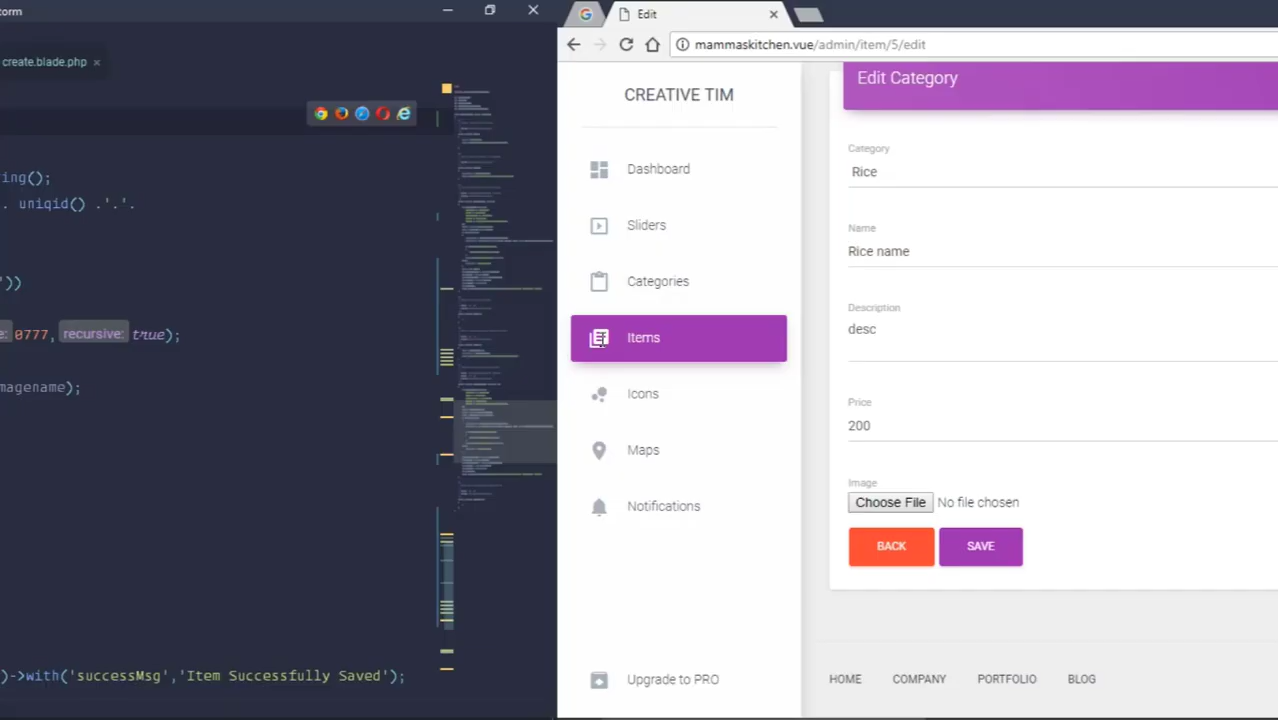 orm
create.blade.php ×
ing();
. uniqid() .'.'.
'))
e: 0777, recursive: true);
magename);
)->with('successMsg','Item Successfully Saved');
Edit
mammaskitchen.vue/admin/item/5/edit
CREATIVE TIM
Dashboard
Sliders
Categories
Items
Icons
Maps
Notifications
Upgrade to PRO
Edit Category
Category
Rice
Name
Rice name
Description
desc
Price
200
Image
Choose File No file chosen
BACK SAVE
HOME COMPANY PORTFOLIO BLOG